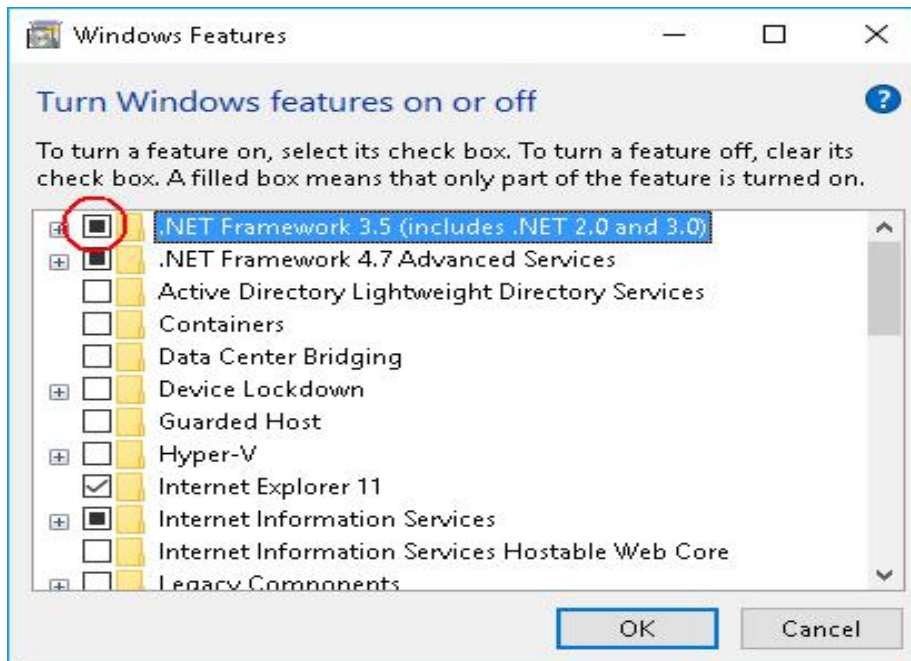 Windows Features
Turn Windows features on or off
To turn a feature on, select its check box. To turn a feature off, clear its
check box. A filled box means that only part of the feature is turned on.
.NET Framework 3.5 (includes .NET 2.0 and 3.0)
.NET Framework 4.7 Advanced Services
Active Directory Lightweight Directory Services
Containers
Data Center Bridging
Device Lockdown
Guarded Host
Hyper-V
Internet Explorer 11
Internet Information Services
Internet Information Services Hostable Web Core
Legacy Components
OK Cancel